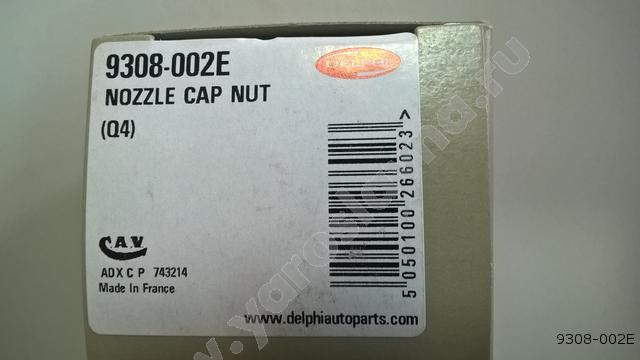 9308-002E
DELPHI
NOZZLE CAP NUT
(Q4)
C.A.V.
ADX C P 743214
Made In France
5 050100 266023 >
www.delphiautoparts.com
9308-002E